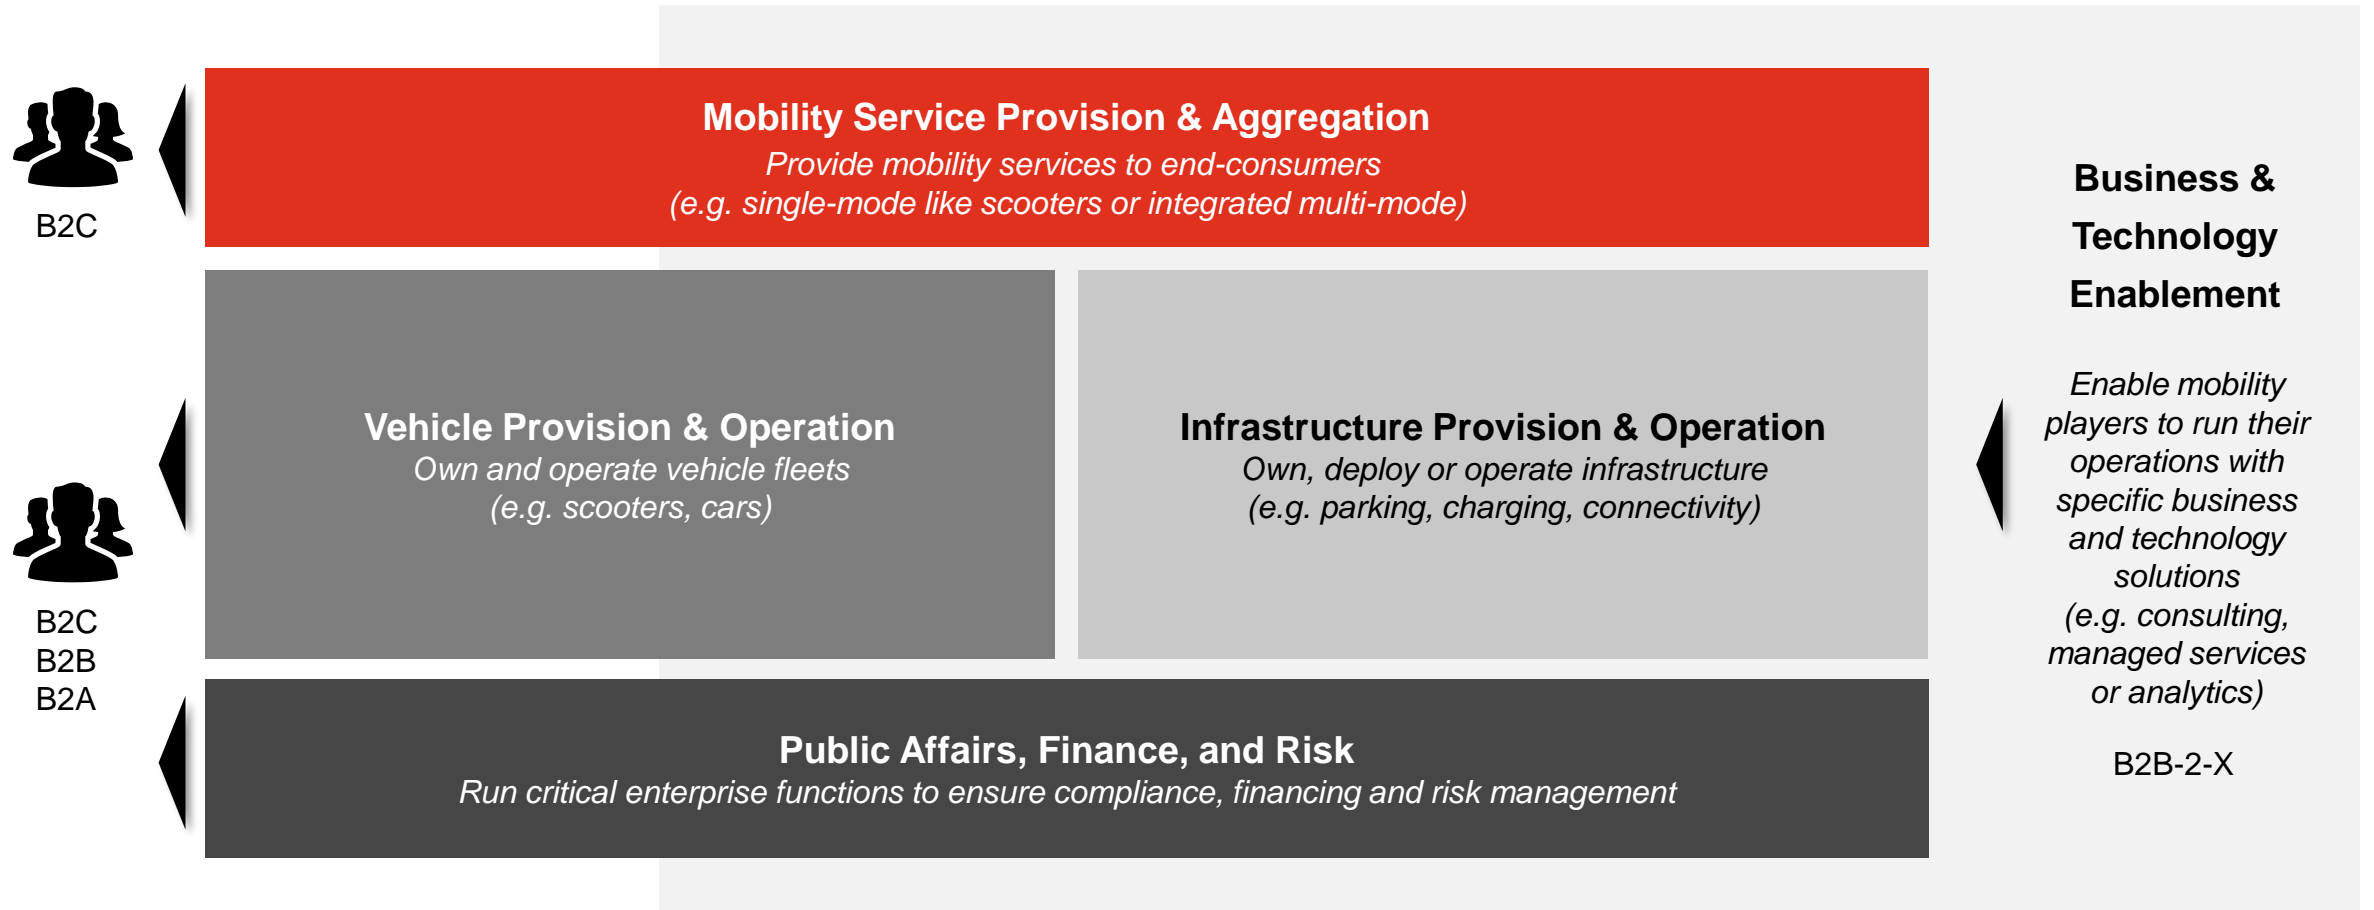 Mobility Service Provision & Aggregation
Provide mobility services to end-consumers
(e.g. single-mode like scooters or integrated multi-mode)
B2C
Vehicle Provision & Operation
Own and operate vehicle fleets
(e.g. scooters, cars)
Infrastructure Provision & Operation
Own, deploy or operate infrastructure
(e.g. parking, charging, connectivity)
B2C
B2B
B2A
Public Affairs, Finance, and Risk
Run critical enterprise functions to ensure compliance, financing and risk management
Business &
Technology
Enablement
Enable mobility
players to run their
operations with
specific business
and technology
solutions
(e.g. consulting,
managed services
or analytics)
B2B-2-X